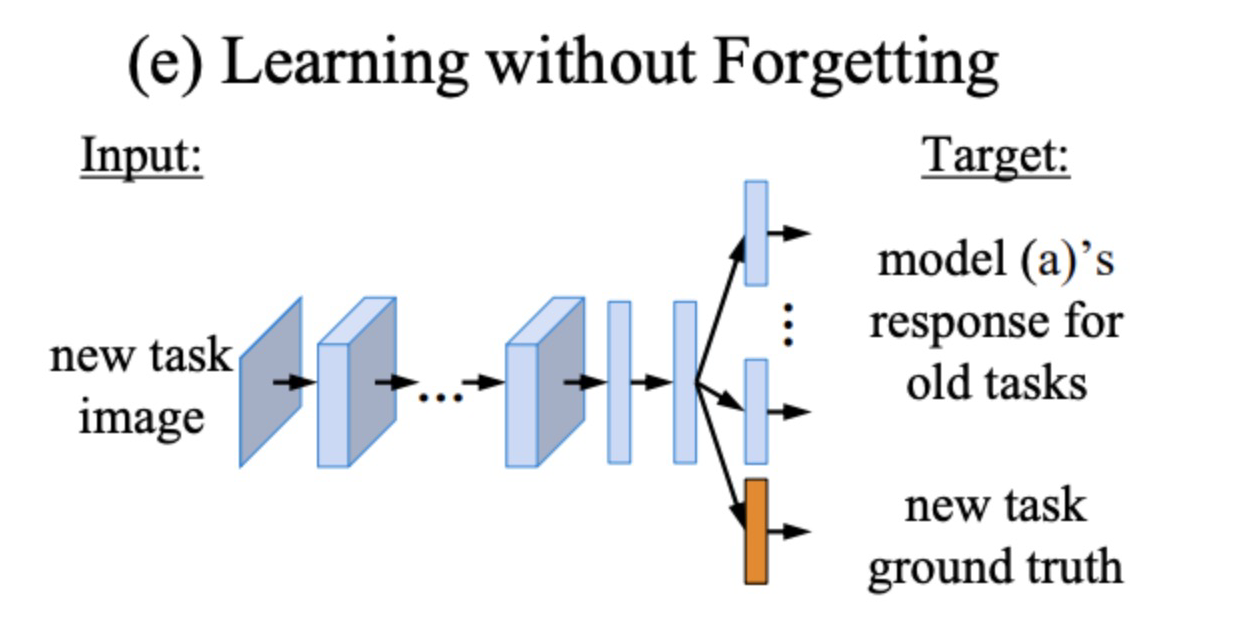 (e) Learning without Forgetting
Input:
Target:
new task
image
...
model (a)'s
response for
old tasks
new task
ground truth